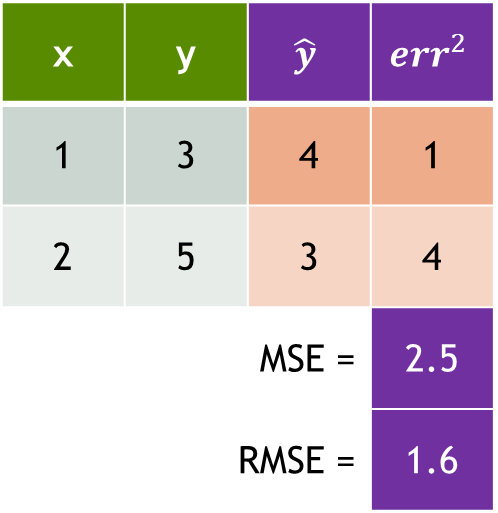 x y ŷ err²
1 3 4 1
2 5 3 4
MSE = 2.5
RMSE = 1.6